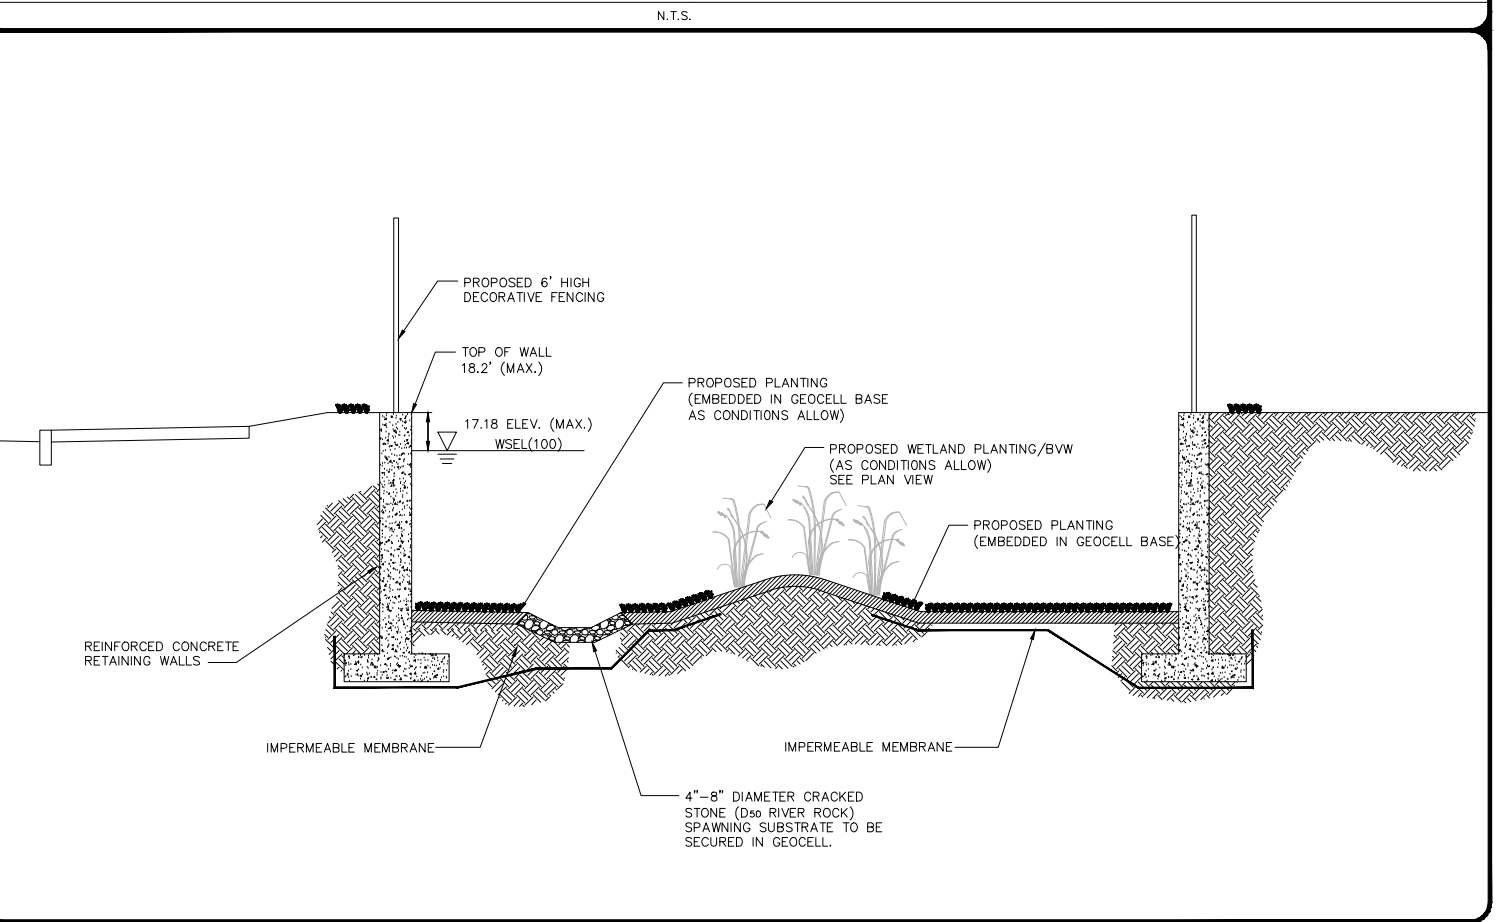 N.T.S.
PROPOSED 6' HIGH
DECORATIVE FENCING
TOP OF WALL
18.2' (MAX.)
PROPOSED PLANTING
(EMBEDDED IN GEOCELL BASE
AS CONDITIONS ALLOW)
17.18 ELEV. (MAX.)
WSEL(100)
PROPOSED WETLAND PLANTING/BVW
(AS CONDITIONS ALLOW)
SEE PLAN VIEW
PROPOSED PLANTING
(EMBEDDED IN GEOCELL BASE)
REINFORCED CONCRETE
RETAINING WALLS
IMPERMEABLE MEMBRANE
IMPERMEABLE MEMBRANE
4"-8" DIAMETER CRACKED
STONE (D50 RIVER ROCK)
SPAWNING SUBSTRATE TO BE
SECURED IN GEOCELL.